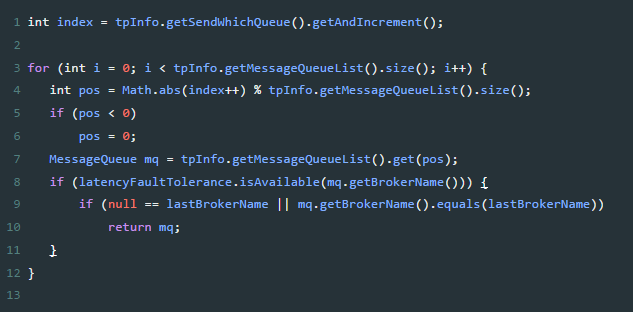 1 int index = tpInfo.getSendWhichQueue().getAndIncrement();
2
3 for (int i = 0; i < tpInfo.getMessageQueueList().size(); i++) {
4    int pos = Math.abs(index++) % tpInfo.getMessageQueueList().size();
5    if (pos < 0)
6        pos = 0;
7    MessageQueue mq = tpInfo.getMessageQueueList().get(pos);
8    if (latencyFaultTolerance.isAvailable(mq.getBrokerName())) {
9        if (null == lastBrokerName || mq.getBrokerName().equals(lastBrokerName))
10            return mq;
11    }
12 }
13